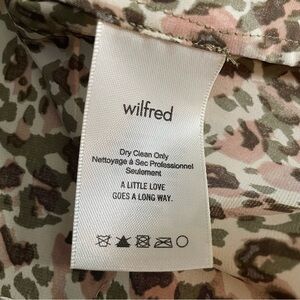 wilfred
Dry Clean Only
Nettoyage à Sec Professionnel
Seulement
A LITTLE LOVE
GOES A LONG WAY.